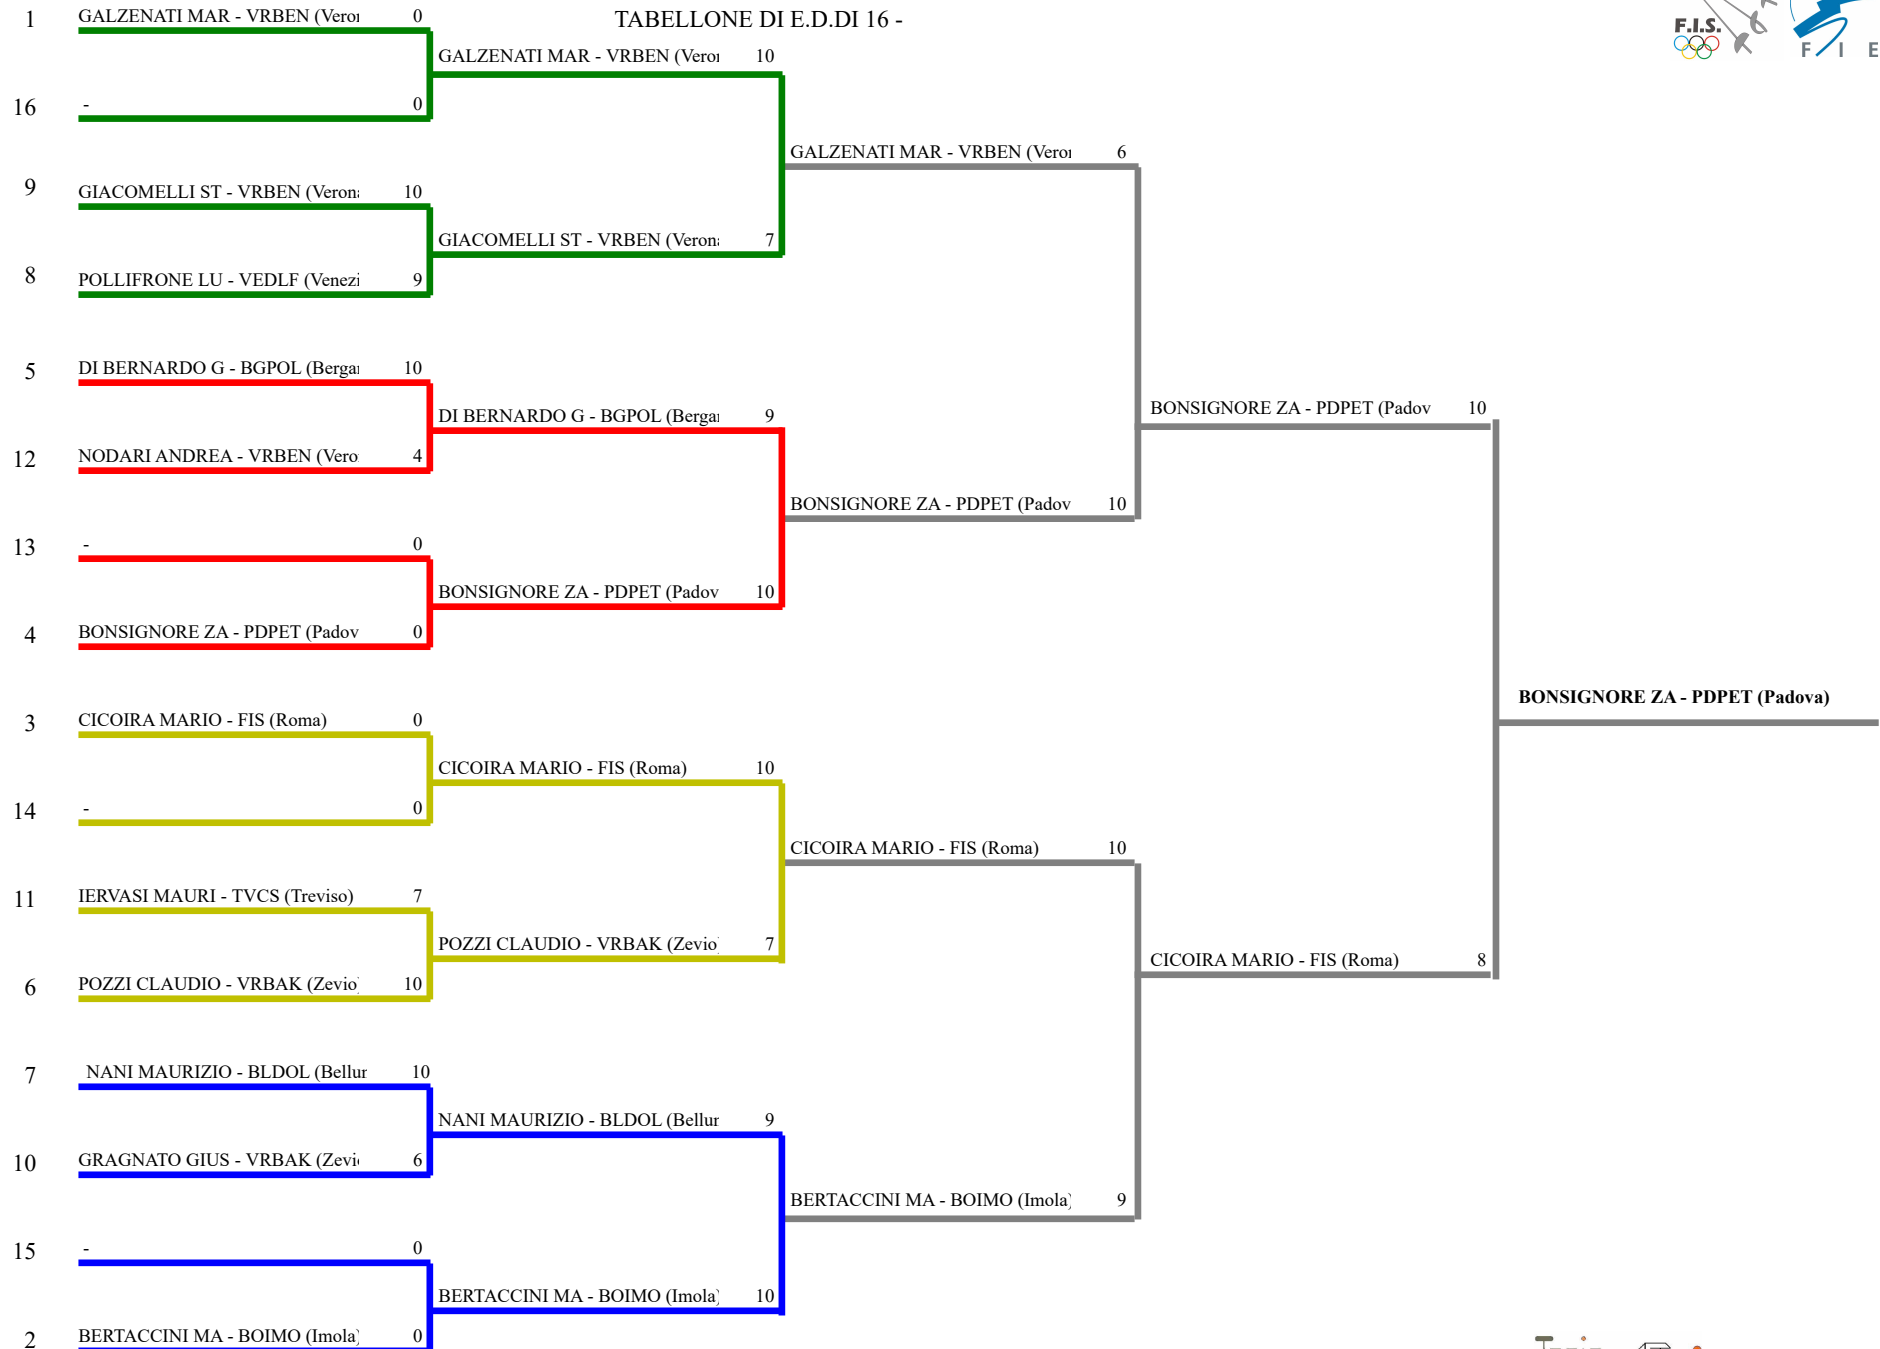 TABELLONE DI E.D.DI 16 -
F.I.S.
F I E
1 GALZENATI MAR - VRBEN (Veron 0
GALZENATI MAR - VRBEN (Veron 10
16 - 0
GALZENATI MAR - VRBEN (Veron 6
9 GIACOMELLI ST - VRBEN (Verona 10
GIACOMELLI ST - VRBEN (Verona 7
8 POLLIFRONE LU - VEDLF (Venezi 9
5 DI BERNARDO G - BGPOL (Bergar 10
DI BERNARDO G - BGPOL (Bergar 9
BONSIGNORE ZA - PDPET (Padov 10
12 NODARI ANDREA - VRBEN (Vero 4
BONSIGNORE ZA - PDPET (Padov 10
13 - 0
BONSIGNORE ZA - PDPET (Padov 10
4 BONSIGNORE ZA - PDPET (Padov 0
BONSIGNORE ZA - PDPET (Padova)
3 CICOIRA MARIO - FIS (Roma) 0
CICOIRA MARIO - FIS (Roma) 10
14 - 0
CICOIRA MARIO - FIS (Roma) 10
11 IERVASI MAURI - TVCS (Treviso) 7
POZZI CLAUDIO - VRBAK (Zevio) 7
CICOIRA MARIO - FIS (Roma) 8
6 POZZI CLAUDIO - VRBAK (Zevio) 10
7 NANI MAURIZIO - BLDOL (Bellur 10
NANI MAURIZIO - BLDOL (Bellur 9
10 GRAGNATO GIUS - VRBAK (Zevio 6
BERTACCINI MA - BOIMO (Imola) 9
15 - 0
BERTACCINI MA - BOIMO (Imola) 10
2 BERTACCINI MA - BOIMO (Imola) 0